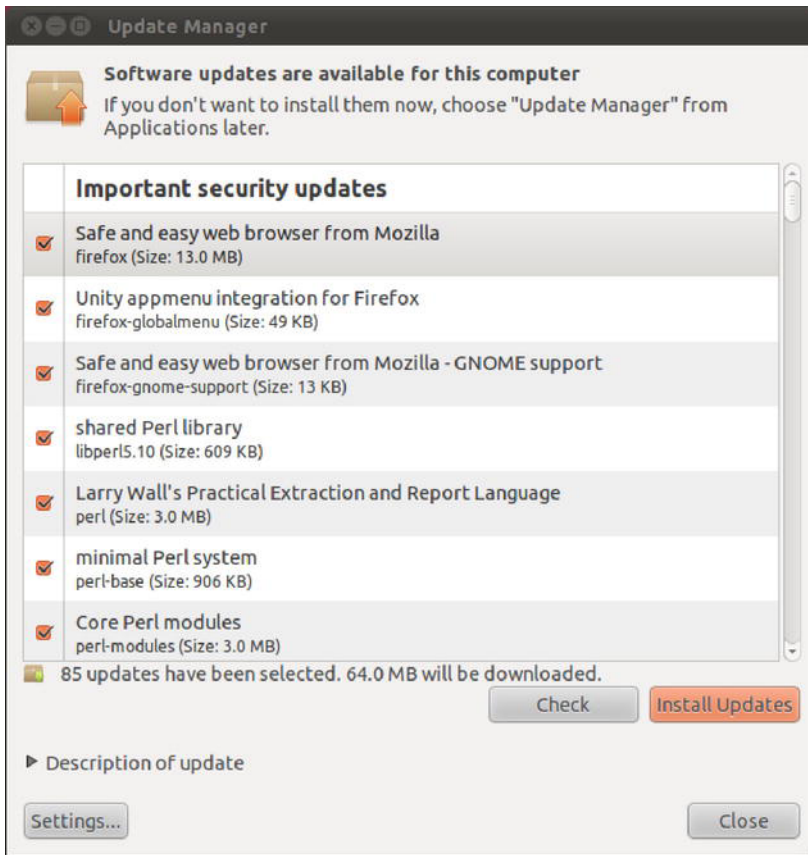 Update Manager
Software updates are available for this computer
If you don't want to install them now, choose "Update Manager" from
Applications later.
Important security updates
Safe and easy web browser from Mozilla
firefox (Size: 13.0 MB)
Unity appmenu integration for Firefox
firefox-globalmenu (Size: 49 KB)
Safe and easy web browser from Mozilla - GNOME support
firefox-gnome-support (Size: 13 KB)
shared Perl library
libperl5.10 (Size: 609 KB)
Larry Wall's Practical Extraction and Report Language
perl (Size: 3.0 MB)
minimal Perl system
perl-base (Size: 906 KB)
Core Perl modules
perl-modules (Size: 3.0 MB)
85 updates have been selected. 64.0 MB will be downloaded.
Check
Install Updates
Description of update
Settings...
Close